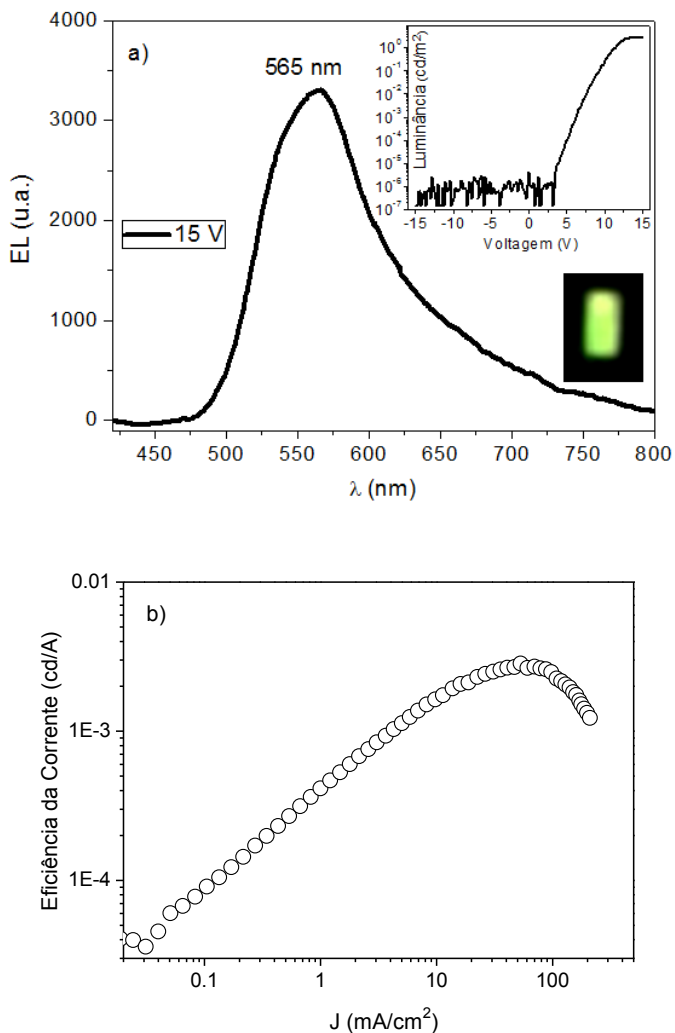 a)
565 nm
EL (u.a.)
4000
3000
2000
1000
0
15 V
450 500 550 600 650 700 750 800
λ (nm)
Luminância (cd/m²)
10⁰
10⁻¹
10⁻²
10⁻³
10⁻⁴
10⁻⁵
10⁻⁶
10⁻⁷
-15 -10 -5 0 5 10 15
Voltagem (V)
b)
Eficiência da Corrente (cd/A)
0.01
1E-3
1E-4
0.1 1 10 100
J (mA/cm²)